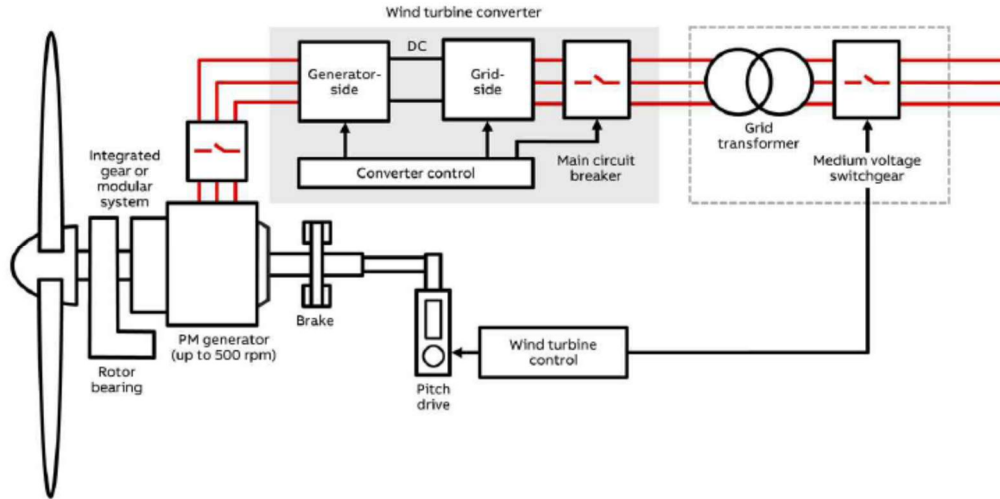 Wind turbine converter
DC
Generator-
side
Grid-
side
Converter control
Main circuit
breaker
Grid
transformer
Medium voltage
switchgear
Integrated
gear or
modular
system
PM generator
(up to 500 rpm)
Rotor
bearing
Brake
Pitch
drive
Wind turbine
control